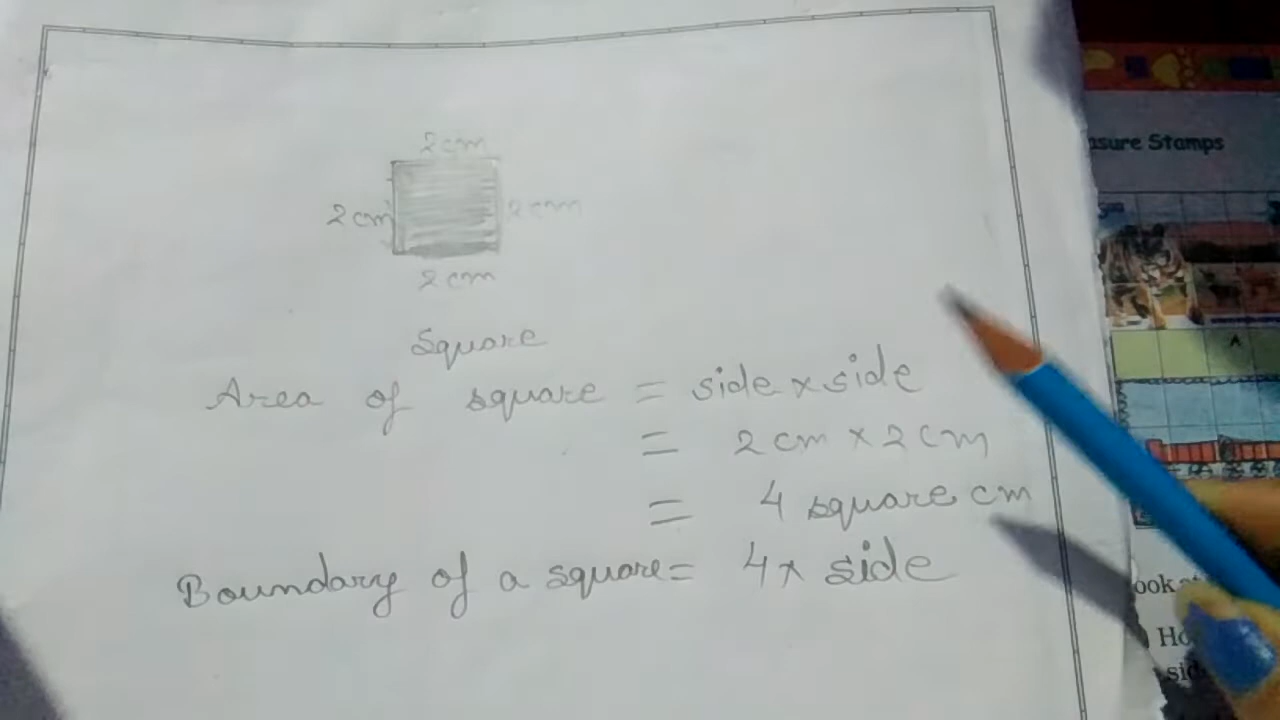 2cm
2cm 2cm
2cm
Square
Area of square = side x side
= 2 cm x 2 cm
= 4 square cm
Boundary of a square = 4 x side
Stamps